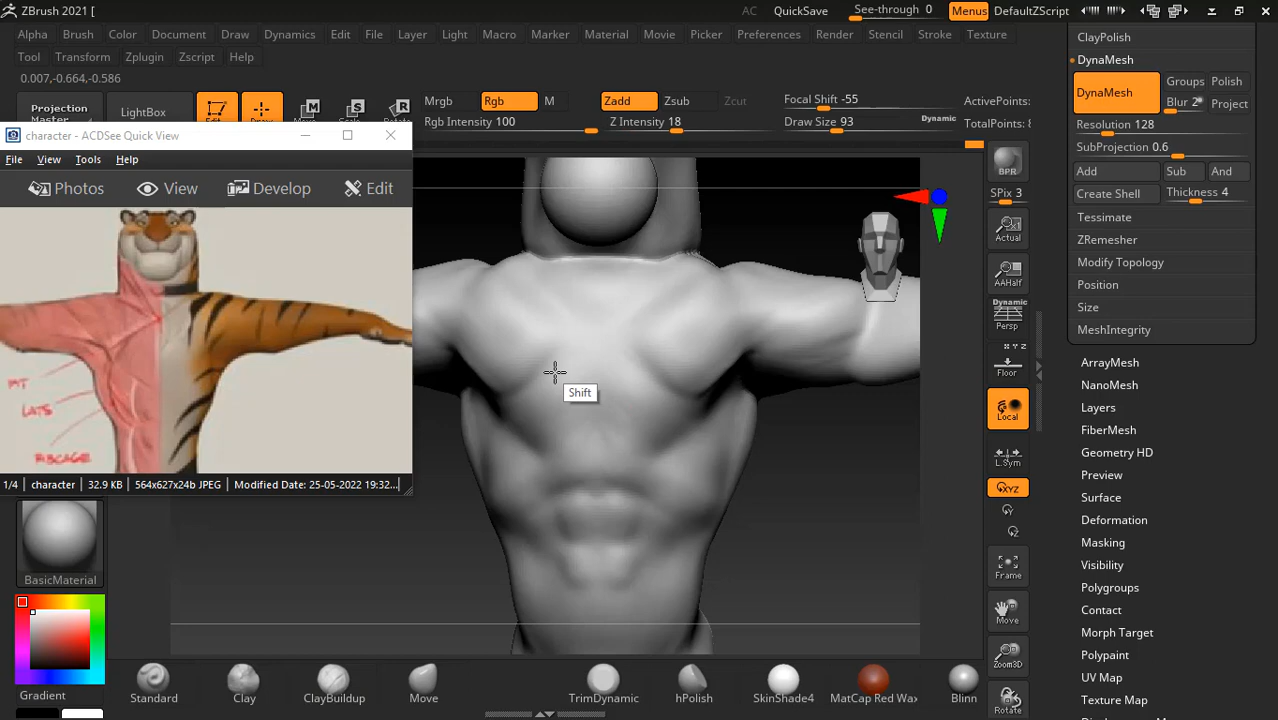 ZBrush 2021 [
AC
QuickSave
See-through 0
Menus
DefaultZScript
Alpha Brush Color Document Draw Dynamics Edit File Layer Light Macro Marker Material Movie Picker Preferences Render Stencil Stroke Texture
Tool Transform Zplugin Zscript Help
0.007,-0.664,-0.586
Projection
LightBox
Mrgb Rgb M
Rgb Intensity 100
Zadd Zsub Zcut
Z Intensity 18
Focal Shift -55
Draw Size 93
Dynamic
ActivePoints:
TotalPoints: 8
character - ACDSee Quick View
File View Tools Help
Photos View Develop Edit
PIT
LATS
RIBCAGE
1/4 character 32.9 KB 564x627x24b JPEG Modified Date: 25-05-2022 19:32...
Shift
BPR
SPix 3
Actual
AAHalf
Dynamic
Persp
X Y Z
Floor
Local
L.Sym
XYZ
Y
Z
Frame
Move
Zoom3D
Rotate
ClayPolish
DynaMesh
DynaMesh
Groups Polish
Blur 2
Project
Resolution 128
SubProjection 0.6
Add Sub And
Create Shell
Thickness 4
Tessimate
ZRemesher
Modify Topology
Position
Size
MeshIntegrity
ArrayMesh
NanoMesh
Layers
FiberMesh
Geometry HD
Preview
Surface
Deformation
Masking
Visibility
Polygroups
Contact
Morph Target
Polypaint
UV Map
Texture Map
BasicMaterial
Gradient
Standard Clay ClayBuildup Move TrimDynamic hPolish SkinShade4 MatCap Red Wax Blinn